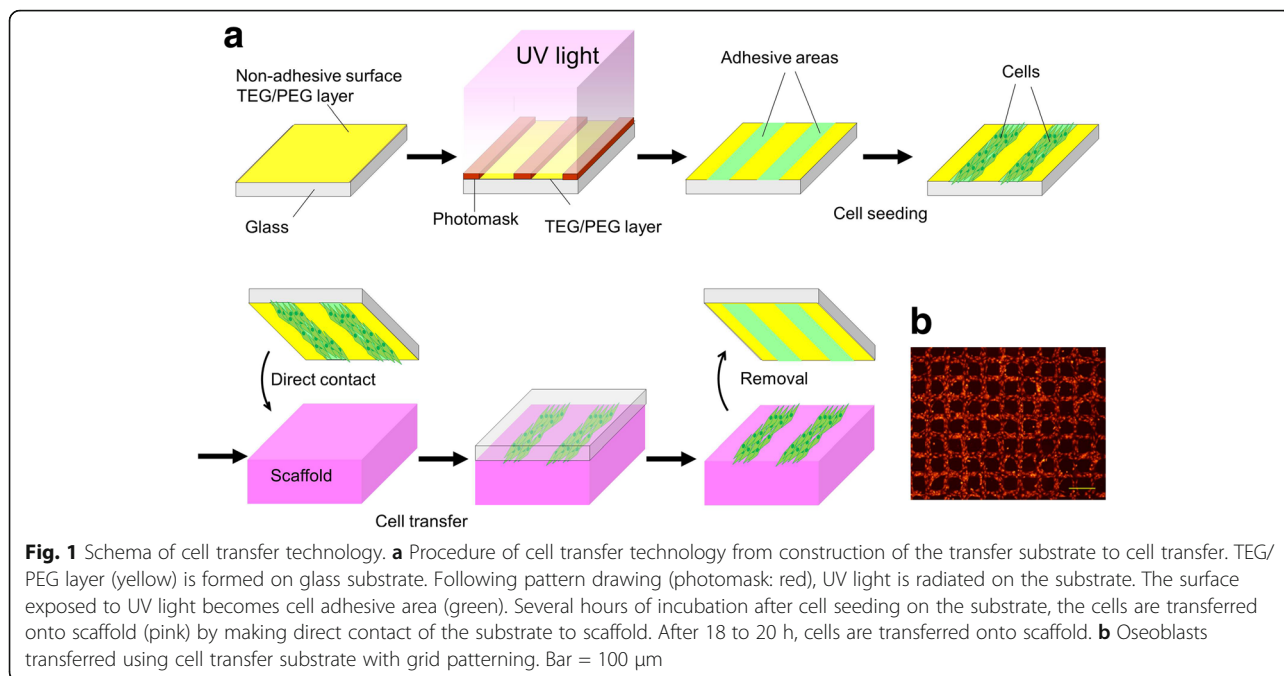 a
UV light
Non-adhesive surface
TEG/PEG layer
Adhesive areas
Cells
Glass
Photomask
TEG/PEG layer
Cell seeding
b
Direct contact
Removal
Scaffold
Cell transfer
Fig. 1 Schema of cell transfer technology. a Procedure of cell transfer technology from construction of the transfer substrate to cell transfer. TEG/
PEG layer (yellow) is formed on glass substrate. Following pattern drawing (photomask: red), UV light is radiated on the substrate. The surface
exposed to UV light becomes cell adhesive area (green). Several hours of incubation after cell seeding on the substrate, the cells are transferred
onto scaffold (pink) by making direct contact of the substrate to scaffold. After 18 to 20 h, cells are transferred onto scaffold. b Oseoblasts
transferred using cell transfer substrate with grid patterning. Bar = 100 μm